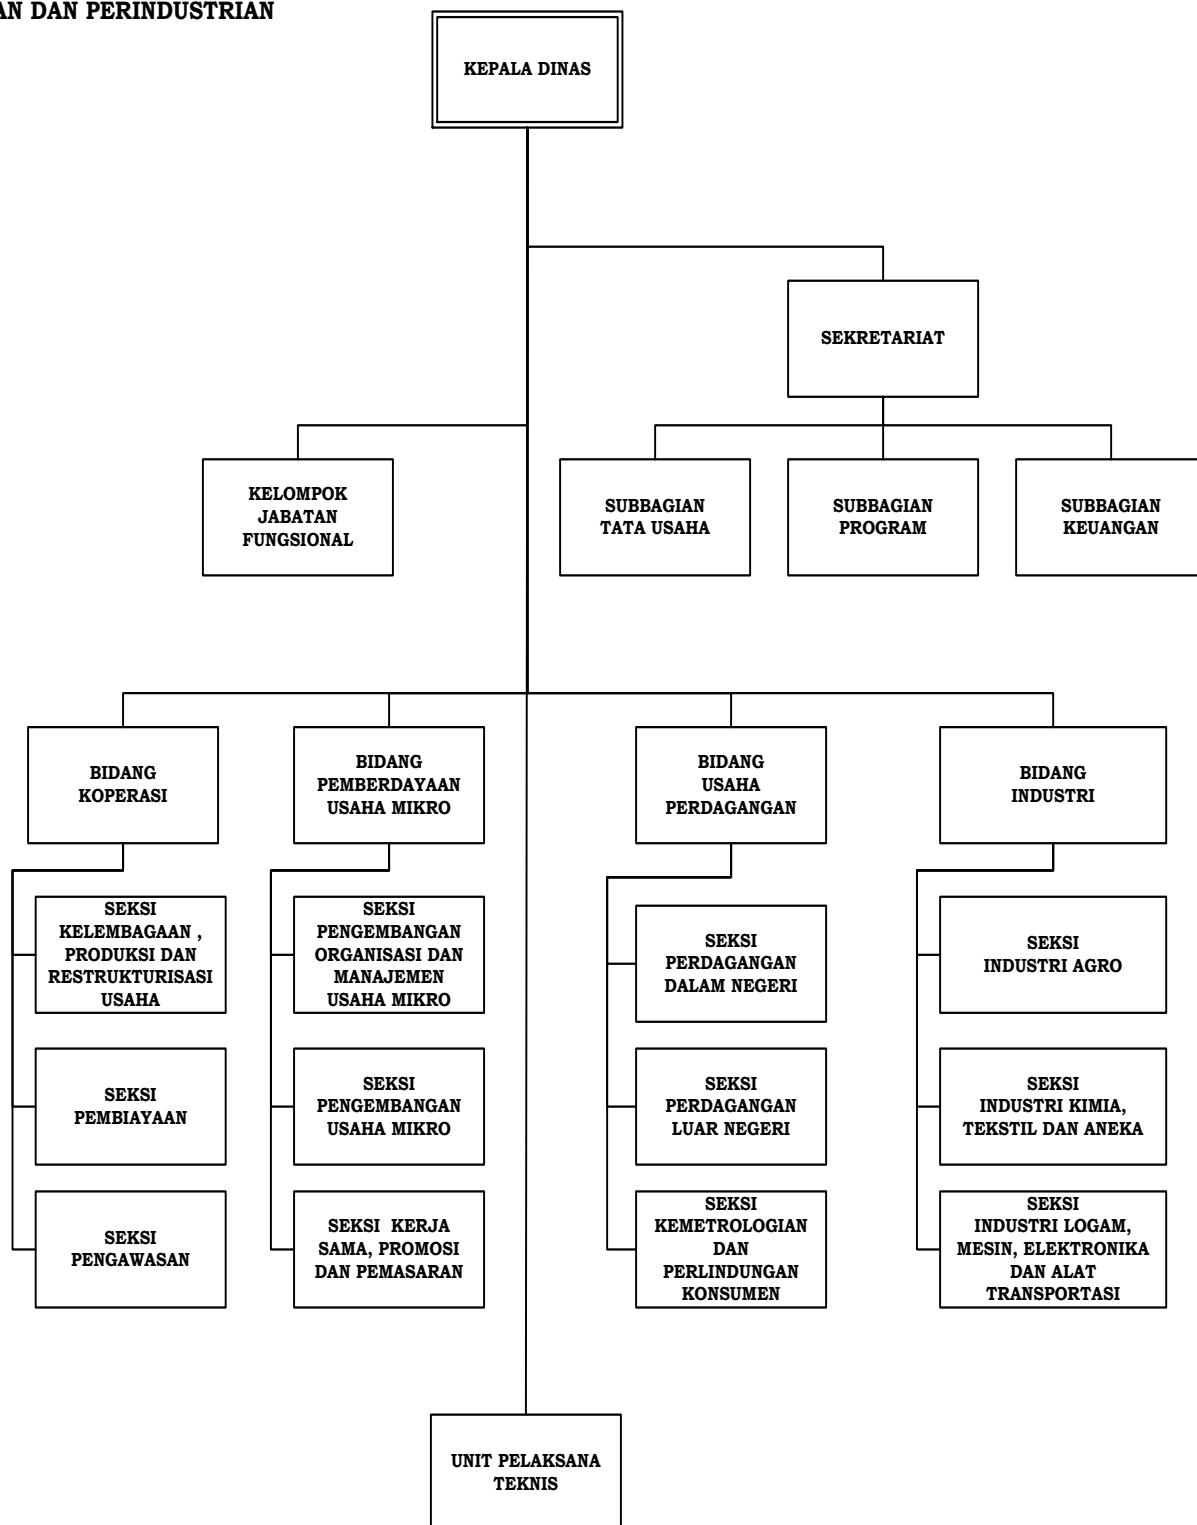 AN DAN PERINDUSTRIAN
KEPALA DINAS
SEKRETARIAT
KELOMPOK
JABATAN
FUNGSIONAL
SUBBAGIAN
TATA USAHA
SUBBAGIAN
PROGRAM
SUBBAGIAN
KEUANGAN
BIDANG
KOPERASI
BIDANG
PEMBERDAYAAN
USAHA MIKRO
BIDANG
USAHA
PERDAGANGAN
BIDANG
INDUSTRI
SEKSI
KELEMBAGAAN ,
PRODUKSI DAN
RESTRUKTURISASI
USAHA
SEKSI
PENGEMBANGAN
ORGANISASI DAN
MANAJEMEN
USAHA MIKRO
SEKSI
PERDAGANGAN
DALAM NEGERI
SEKSI
INDUSTRI AGRO
SEKSI
PEMBIAYAAN
SEKSI
PENGEMBANGAN
USAHA MIKRO
SEKSI
PERDAGANGAN
LUAR NEGERI
SEKSI
INDUSTRI KIMIA,
TEKSTIL DAN ANEKA
SEKSI
PENGAWASAN
SEKSI  KERJA
SAMA, PROMOSI
DAN PEMASARAN
SEKSI
KEMETROLOGIAN
DAN
PERLINDUNGAN
KONSUMEN
SEKSI
INDUSTRI LOGAM,
MESIN, ELEKTRONIKA
DAN ALAT
TRANSPORTASI
UNIT PELAKSANA
TEKNIS